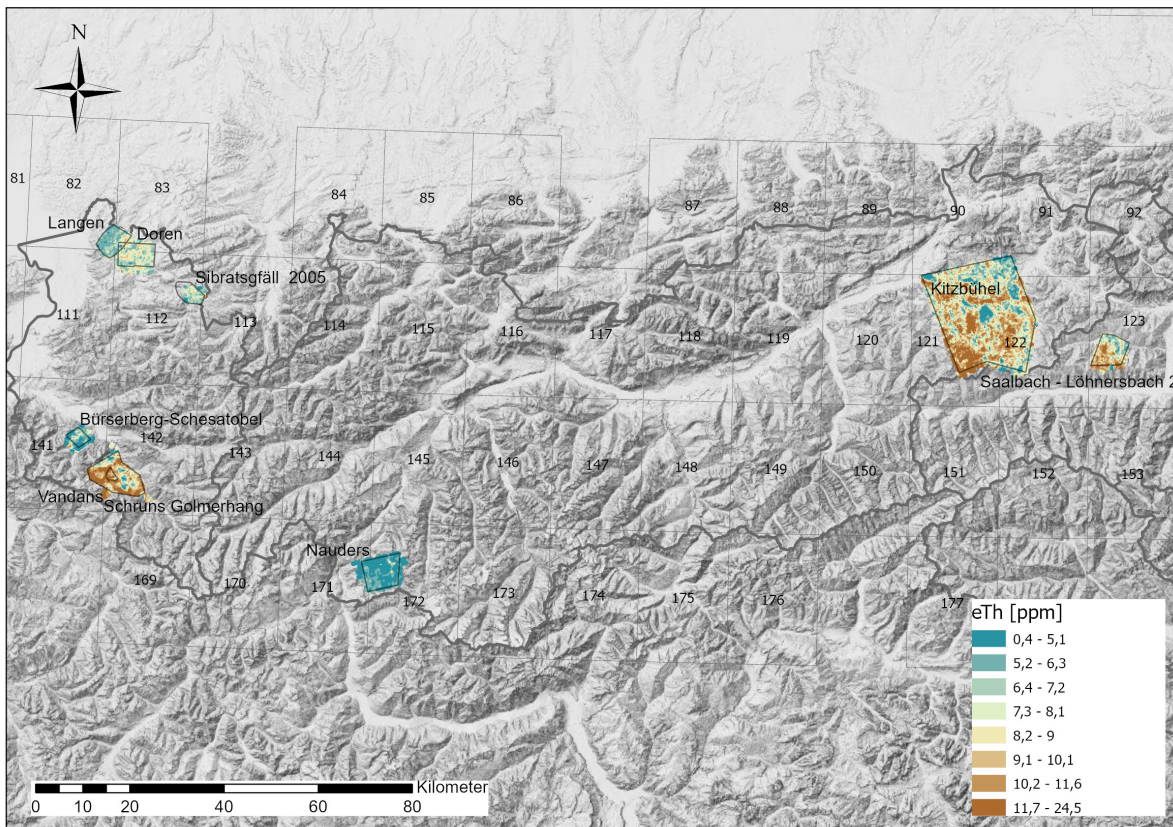 N
81
82
83
84
85
86
87
88
89
90
91
92
Langen
Doren
Sibratsgfäll 2005
Kitzbühel
111
112
113
114
115
116
117
118
119
120
121
122
123
Saalbach - Löhnersbach 2
Bürserberg-Schesatobel
141
142
143
144
145
146
147
148
149
150
151
152
153
Vandans
Schruns Golmerhang
Nauders
169
170
171
172
173
174
175
176
177
eTh [ppm]
0,4 - 5,1
5,2 - 6,3
6,4 - 7,2
7,3 - 8,1
8,2 - 9
9,1 - 10,1
10,2 - 11,6
11,7 - 24,5
Kilometer
0 10 20 40 60 80